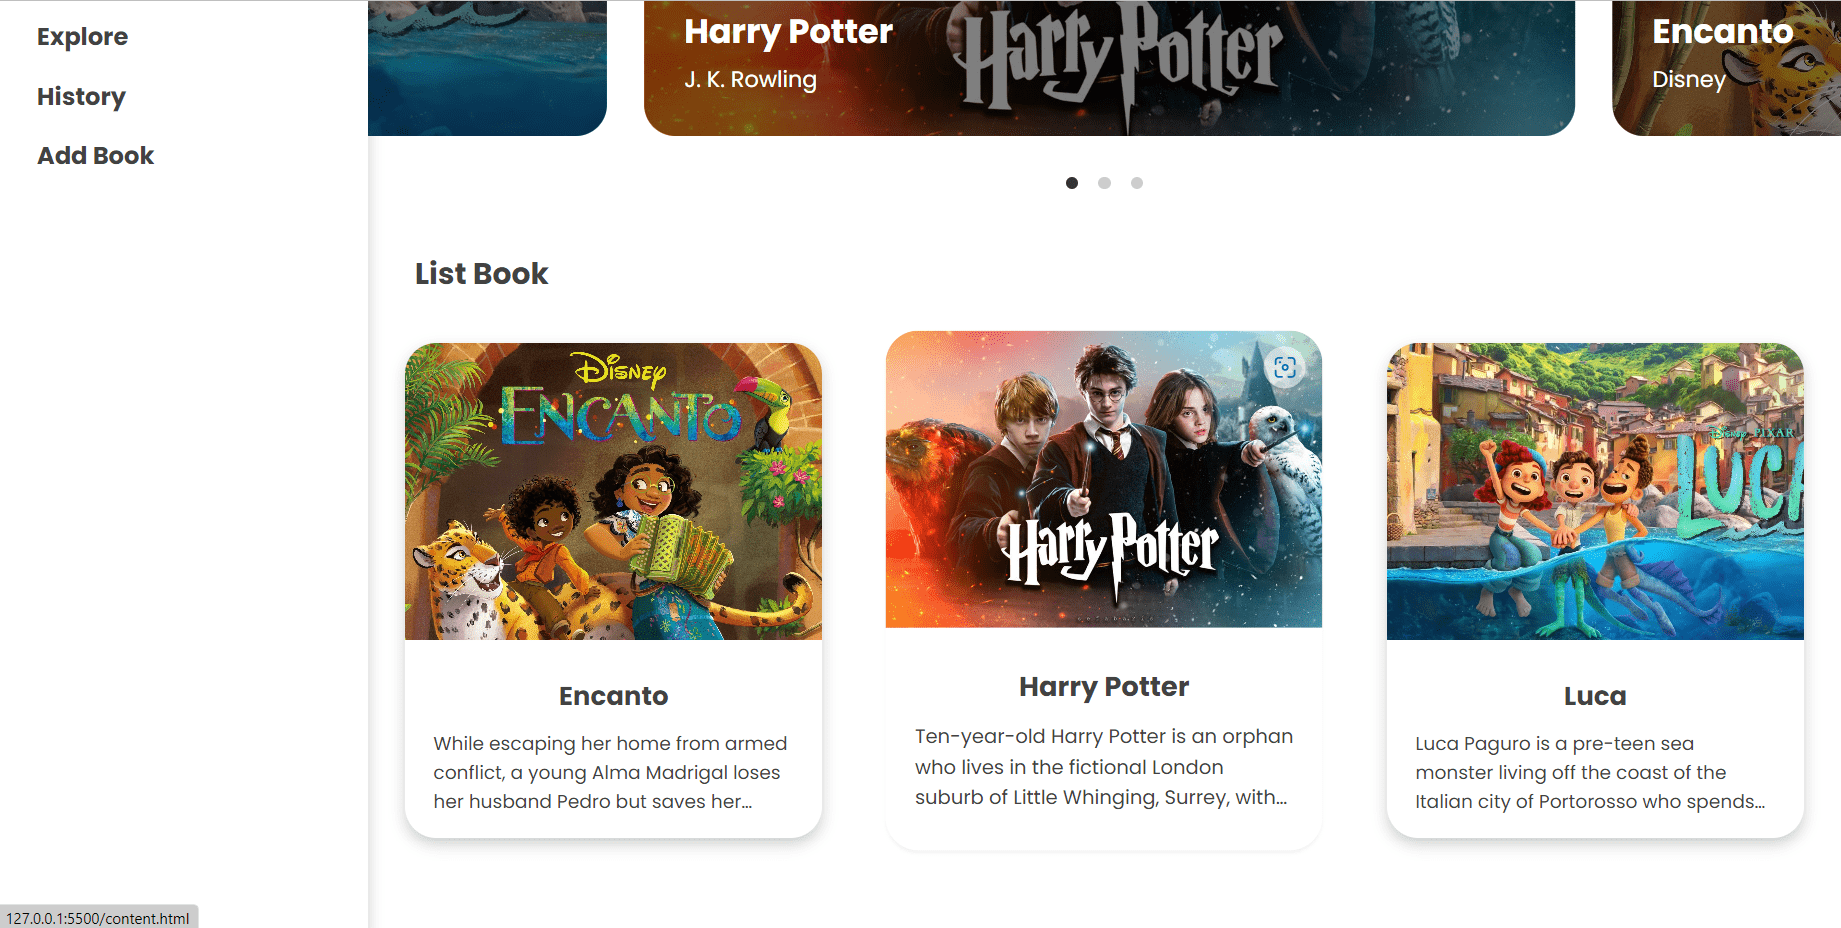 Explore
History
Add Book
Harry Potter
J. K. Rowling
Harry Potter
Encanto
Disney
List Book
Disney
ENCANTO
Encanto
While escaping her home from armed
conflict, a young Alma Madrigal loses
her husband Pedro but saves her...
Harry Potter
Harry Potter
Ten-year-old Harry Potter is an orphan
who lives in the fictional London
suburb of Little Whinging, Surrey, with...
Disney PIXAR
LUCA
Luca
Luca Paguro is a pre-teen sea
monster living off the coast of the
Italian city of Portorosso who spends...
127.0.0.1:5500/content.html